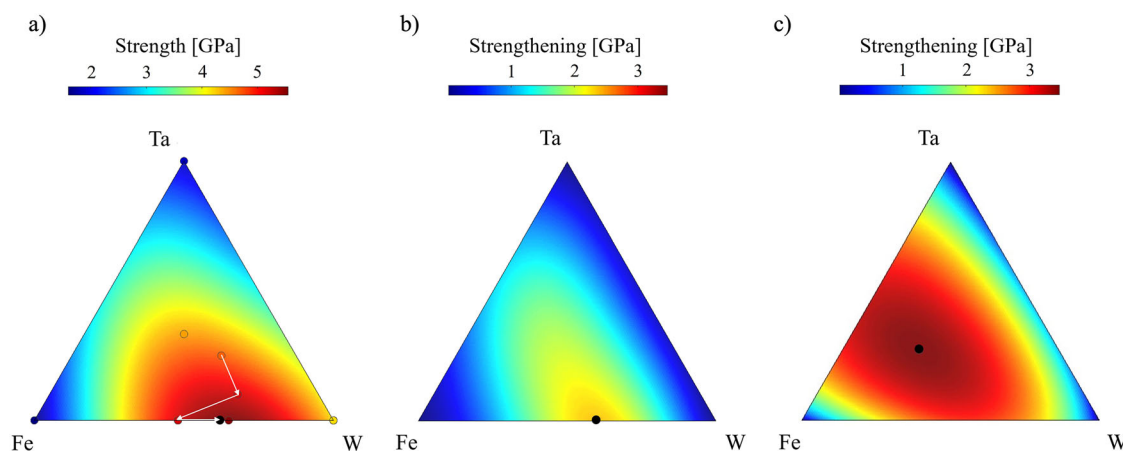 a)
Strength [GPa]
2 3 4 5
Ta
Fe W
b)
Strengthening [GPa]
1 2 3
Fe W
c)
Strengthening [GPa]
1 2 3
Ta
Fe W